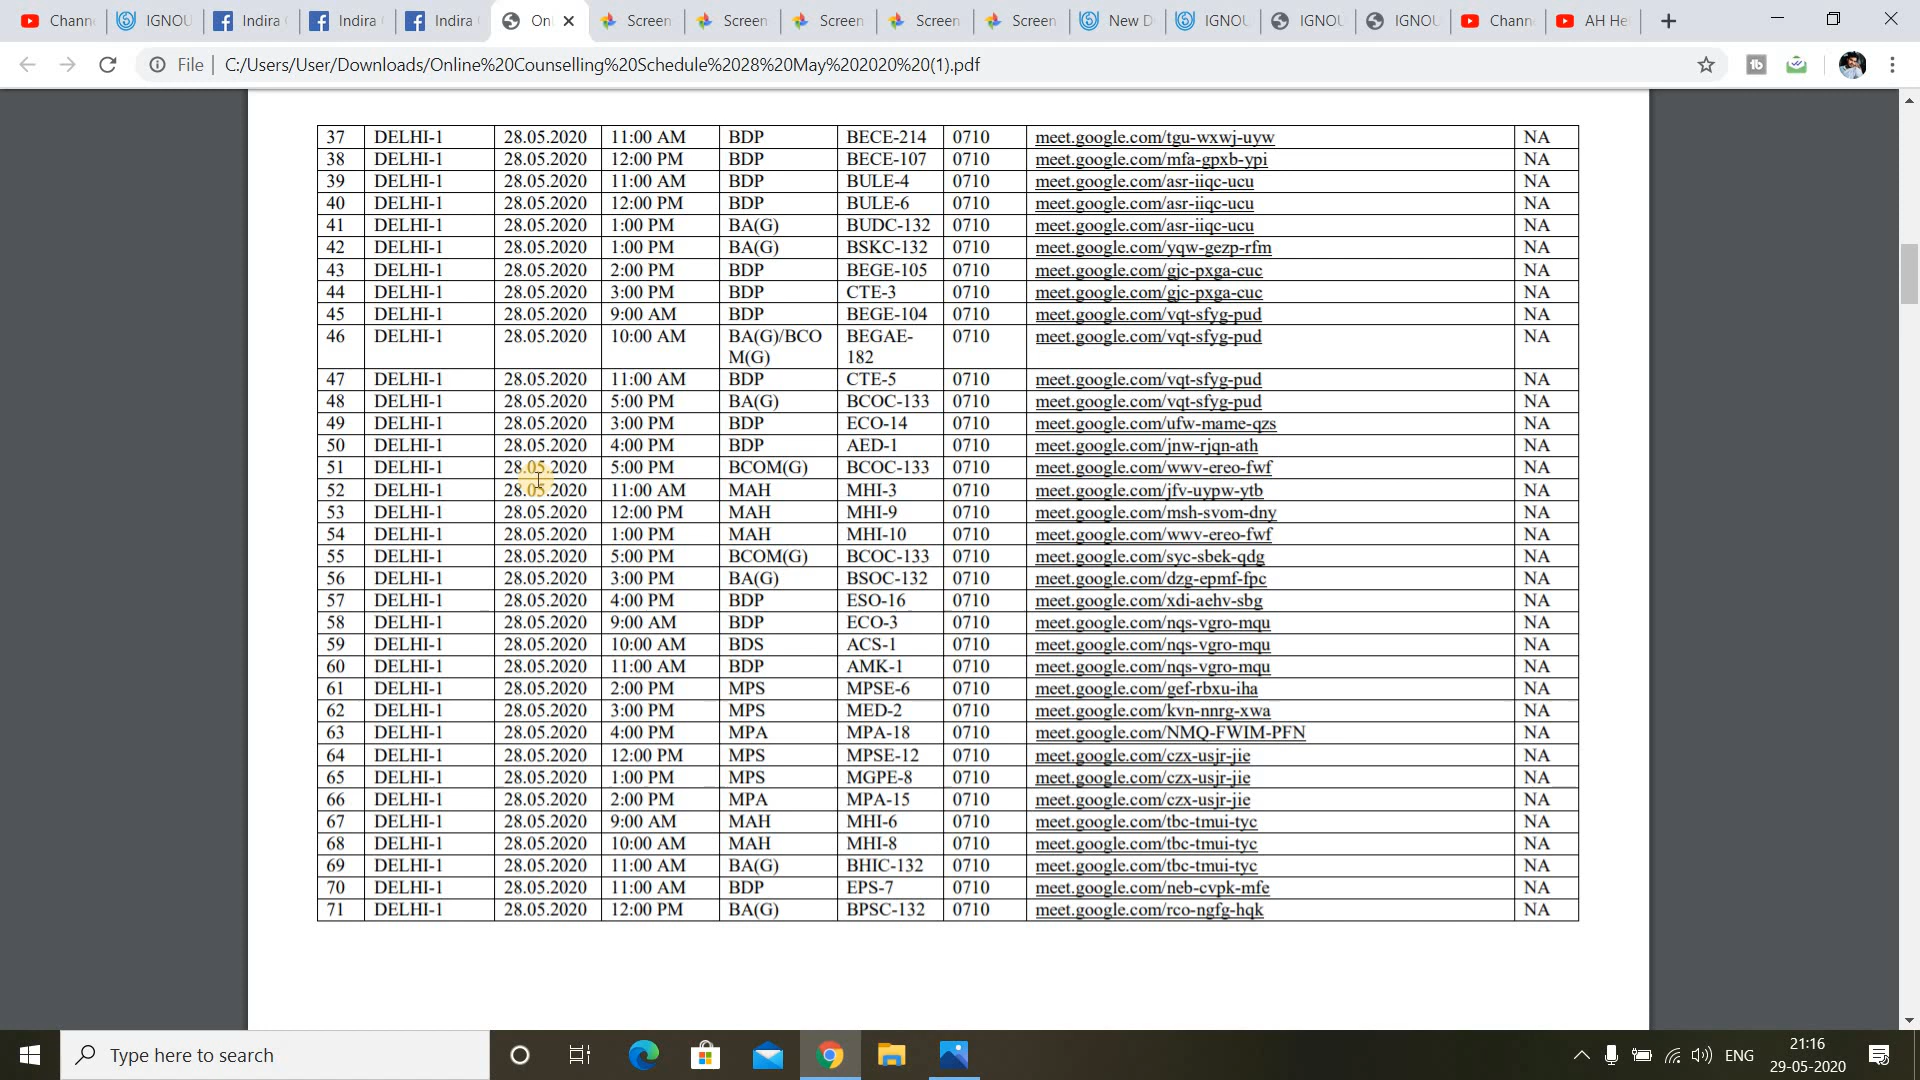 Chann IGNOU Indira Indira Indira Onl Screen Screen Screen Screen Screen New D IGNOU IGNOU IGNOU Chann AH He
File C:/Users/User/Downloads/Online%20Counselling%20Schedule%2028%20May%202020%20(1).pdf
37 DELHI-1 28.05.2020 11:00 AM BDP BECE-214 0710 meet.google.com/tgu-wxwj-uyw NA
38 DELHI-1 28.05.2020 12:00 PM BDP BECE-107 0710 meet.google.com/mfa-gpxb-ypi NA
39 DELHI-1 28.05.2020 11:00 AM BDP BULE-4 0710 meet.google.com/asr-iiqc-ucu NA
40 DELHI-1 28.05.2020 12:00 PM BDP BULE-6 0710 meet.google.com/asr-iiqc-ucu NA
41 DELHI-1 28.05.2020 1:00 PM BA(G) BUDC-132 0710 meet.google.com/asr-iiqc-ucu NA
42 DELHI-1 28.05.2020 1:00 PM BA(G) BSKC-132 0710 meet.google.com/yqw-gezp-rfm NA
43 DELHI-1 28.05.2020 2:00 PM BDP BEGE-105 0710 meet.google.com/gjc-pxga-cuc NA
44 DELHI-1 28.05.2020 3:00 PM BDP CTE-3 0710 meet.google.com/gjc-pxga-cuc NA
45 DELHI-1 28.05.2020 9:00 AM BDP BEGE-104 0710 meet.google.com/vqt-sfyg-pud NA
46 DELHI-1 28.05.2020 10:00 AM BA(G)/BCO BEGAE- 0710 meet.google.com/vqt-sfyg-pud NA
M(G) 182
47 DELHI-1 28.05.2020 11:00 AM BDP CTE-5 0710 meet.google.com/vqt-sfyg-pud NA
48 DELHI-1 28.05.2020 5:00 PM BA(G) BCOC-133 0710 meet.google.com/vqt-sfyg-pud NA
49 DELHI-1 28.05.2020 3:00 PM BDP ECO-14 0710 meet.google.com/ufw-mame-qzs NA
50 DELHI-1 28.05.2020 4:00 PM BDP AED-1 0710 meet.google.com/jnw-rjqn-ath NA
51 DELHI-1 28.05.2020 5:00 PM BCOM(G) BCOC-133 0710 meet.google.com/wwv-ereo-fwf NA
52 DELHI-1 28.05.2020 11:00 AM MAH MHI-3 0710 meet.google.com/jfv-uypw-ytb NA
53 DELHI-1 28.05.2020 12:00 PM MAH MHI-9 0710 meet.google.com/msh-svom-dny NA
54 DELHI-1 28.05.2020 1:00 PM MAH MHI-10 0710 meet.google.com/wwv-ereo-fwf NA
55 DELHI-1 28.05.2020 5:00 PM BCOM(G) BCOC-133 0710 meet.google.com/syc-sbek-qdg NA
56 DELHI-1 28.05.2020 3:00 PM BA(G) BSOC-132 0710 meet.google.com/dzg-epmf-fpc NA
57 DELHI-1 28.05.2020 4:00 PM BDP ESO-16 0710 meet.google.com/xdi-aehv-sbg NA
58 DELHI-1 28.05.2020 9:00 AM BDP ECO-3 0710 meet.google.com/nqs-vgro-mqu NA
59 DELHI-1 28.05.2020 10:00 AM BDS ACS-1 0710 meet.google.com/nqs-vgro-mqu NA
60 DELHI-1 28.05.2020 11:00 AM BDP AMK-1 0710 meet.google.com/nqs-vgro-mqu NA
61 DELHI-1 28.05.2020 2:00 PM MPS MPSE-6 0710 meet.google.com/gef-rbxu-iha NA
62 DELHI-1 28.05.2020 3:00 PM MPS MED-2 0710 meet.google.com/kvn-nnrg-xwa NA
63 DELHI-1 28.05.2020 4:00 PM MPA MPA-18 0710 meet.google.com/NMQ-FWIM-PFN NA
64 DELHI-1 28.05.2020 12:00 PM MPS MPSE-12 0710 meet.google.com/czx-usjr-jie NA
65 DELHI-1 28.05.2020 1:00 PM MPS MGPE-8 0710 meet.google.com/czx-usjr-jie NA
66 DELHI-1 28.05.2020 2:00 PM MPA MPA-15 0710 meet.google.com/czx-usjr-jie NA
67 DELHI-1 28.05.2020 9:00 AM MAH MHI-6 0710 meet.google.com/tbc-tmui-tyc NA
68 DELHI-1 28.05.2020 10:00 AM MAH MHI-8 0710 meet.google.com/tbc-tmui-tyc NA
69 DELHI-1 28.05.2020 11:00 AM BA(G) BHIC-132 0710 meet.google.com/tbc-tmui-tyc NA
70 DELHI-1 28.05.2020 11:00 AM BDP EPS-7 0710 meet.google.com/neb-cvpk-mfe NA
71 DELHI-1 28.05.2020 12:00 PM BA(G) BPSC-132 0710 meet.google.com/rco-ngfg-hqk NA
Type here to search
ENG
21:16
29-05-2020